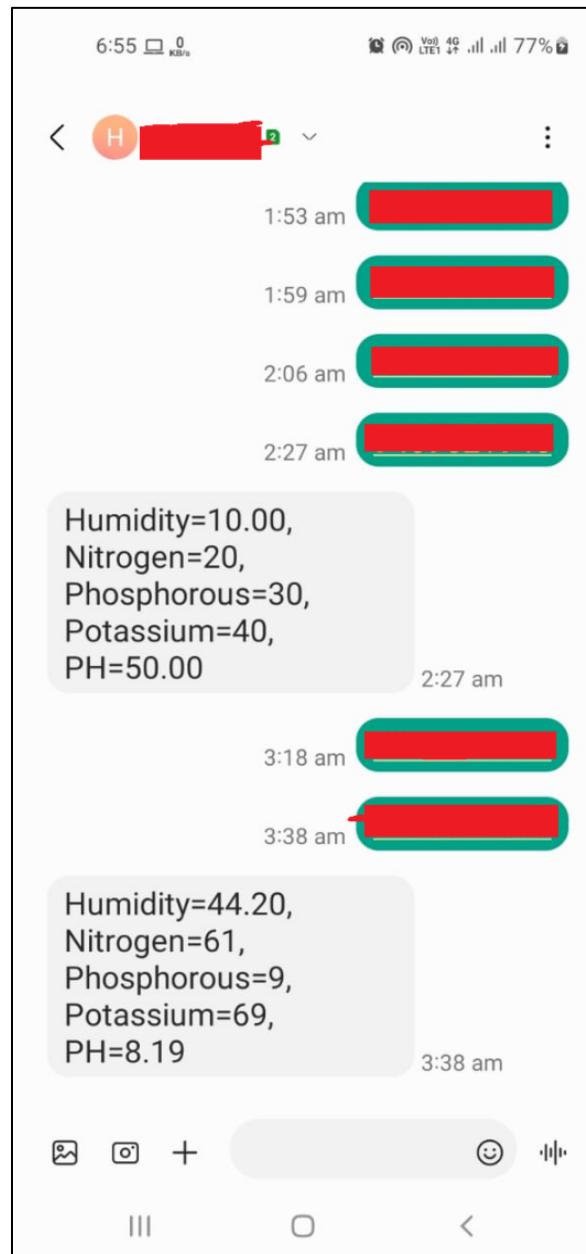 6:55 0 KB/s Vo)) LTE1 4G 77%
H 2
1:53 am
1:59 am
2:06 am
2:27 am
Humidity=10.00,
Nitrogen=20,
Phosphorous=30,
Potassium=40,
PH=50.00
2:27 am
3:18 am
3:38 am
Humidity=44.20,
Nitrogen=61,
Phosphorous=9,
Potassium=69,
PH=8.19
3:38 am